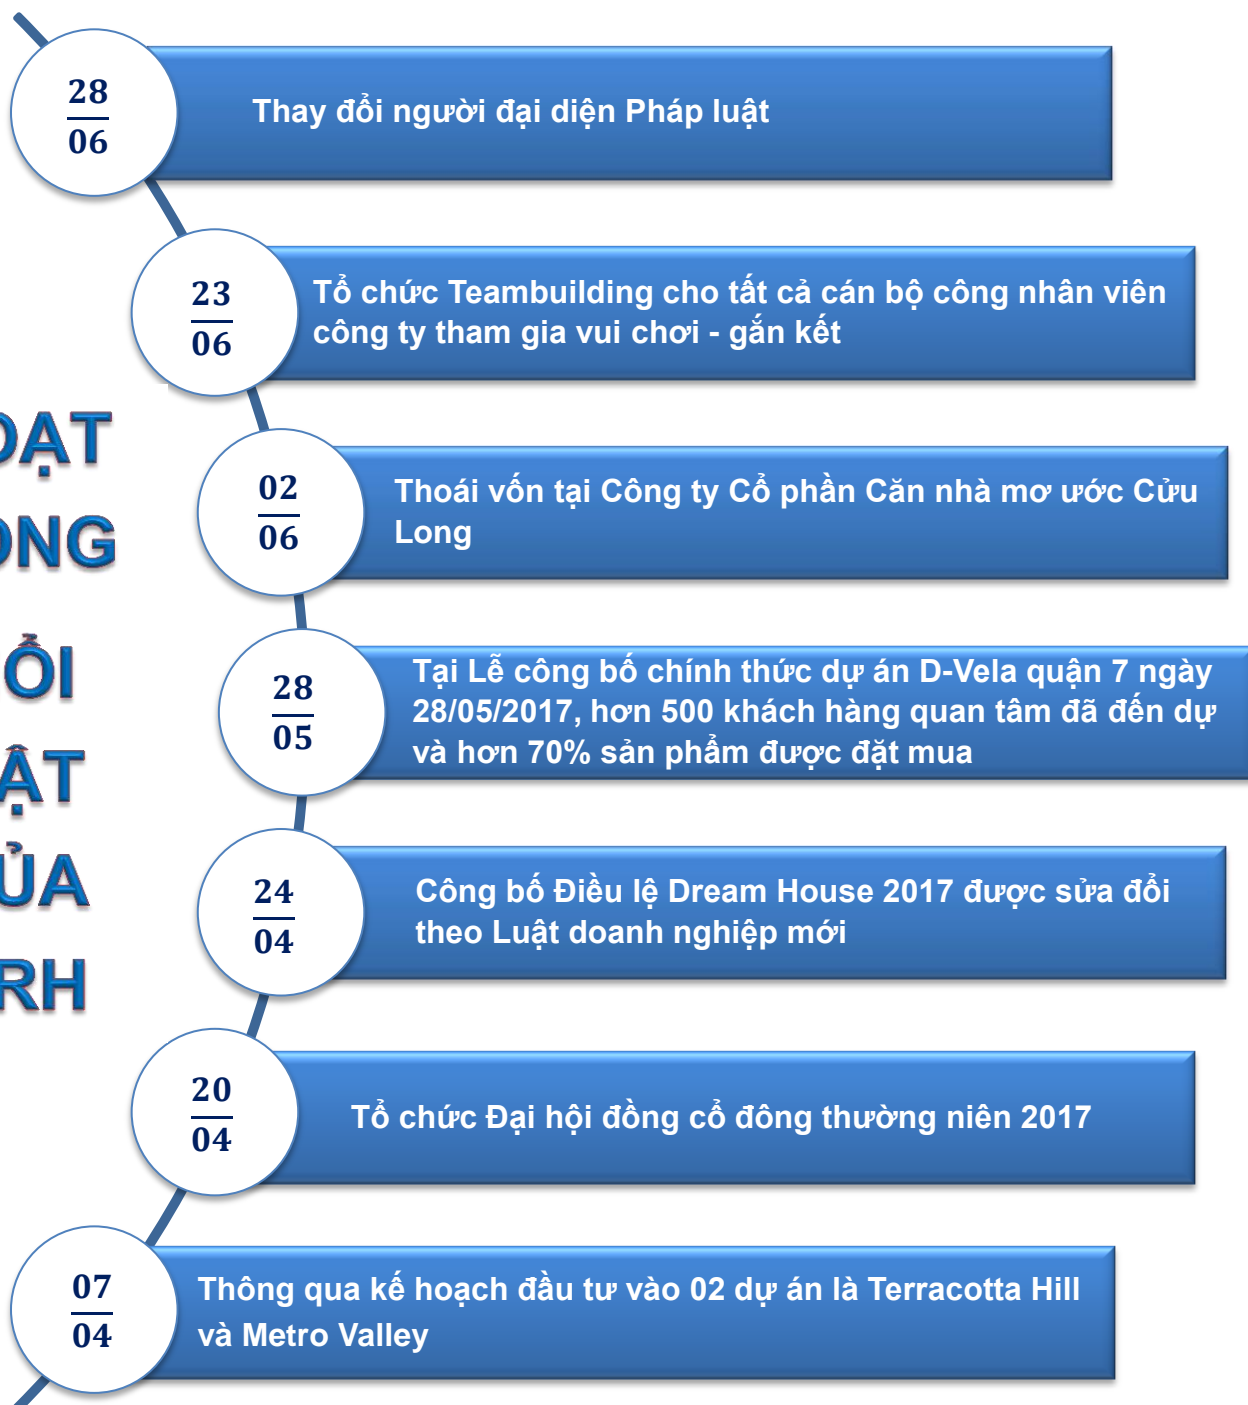 28
06
Thay đổi người đại diện Pháp luật
23
06
Tổ chức Teambuilding cho tất cả cán bộ công nhân viên
công ty tham gia vui chơi - gắn kết
02
06
Thoái vốn tại Công ty Cổ phần Căn nhà mơ ước Cửu
Long
28
05
Tại Lễ công bố chính thức dự án D-Vela quận 7 ngày
28/05/2017, hơn 500 khách hàng quan tâm đã đến dự
và hơn 70% sản phẩm được đặt mua
24
04
Công bố Điều lệ Dream House 2017 được sửa đổi
theo Luật doanh nghiệp mới
20
04
Tổ chức Đại hội đồng cổ đông thường niên 2017
07
04
Thông qua kế hoạch đầu tư vào 02 dự án là Terracotta Hill
và Metro Valley